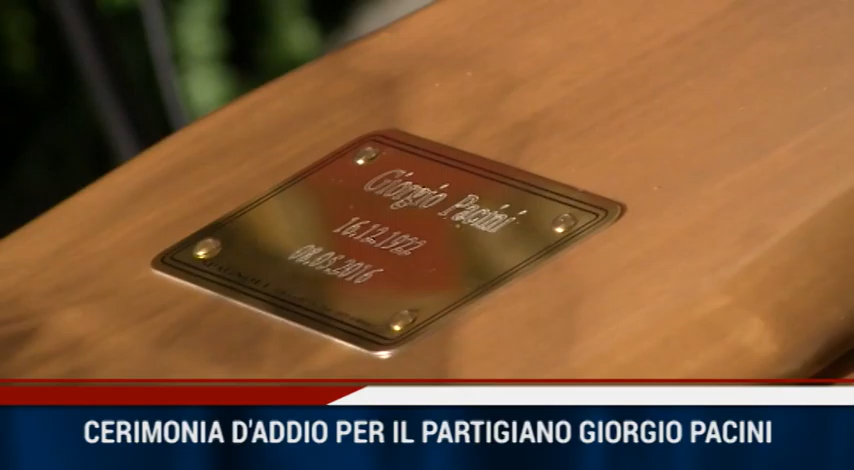 Giorgio Pacini
16.12.1922
08.05.2016
CERIMONIA D'ADDIO PER IL PARTIGIANO GIORGIO PACINI